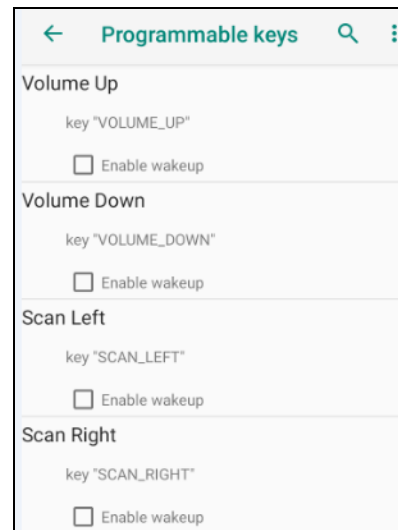 Programmable keys
Volume Up
key "VOLUME_UP"
Enable wakeup
Volume Down
key "VOLUME_DOWN"
Enable wakeup
Scan Left
key "SCAN_LEFT"
Enable wakeup
Scan Right
key "SCAN_RIGHT"
Enable wakeup